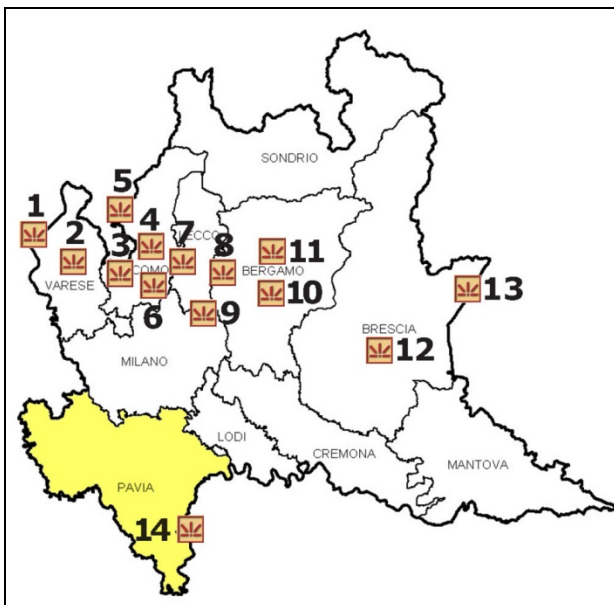 SONDRIO
5
1
4
7
LECCO
2
3
8
11
COMO
BERGAMO
VARESE
13
6
10
9
BRESCIA
12
MILANO
LODI
CREMONA
MANTOVA
PAVIA
14